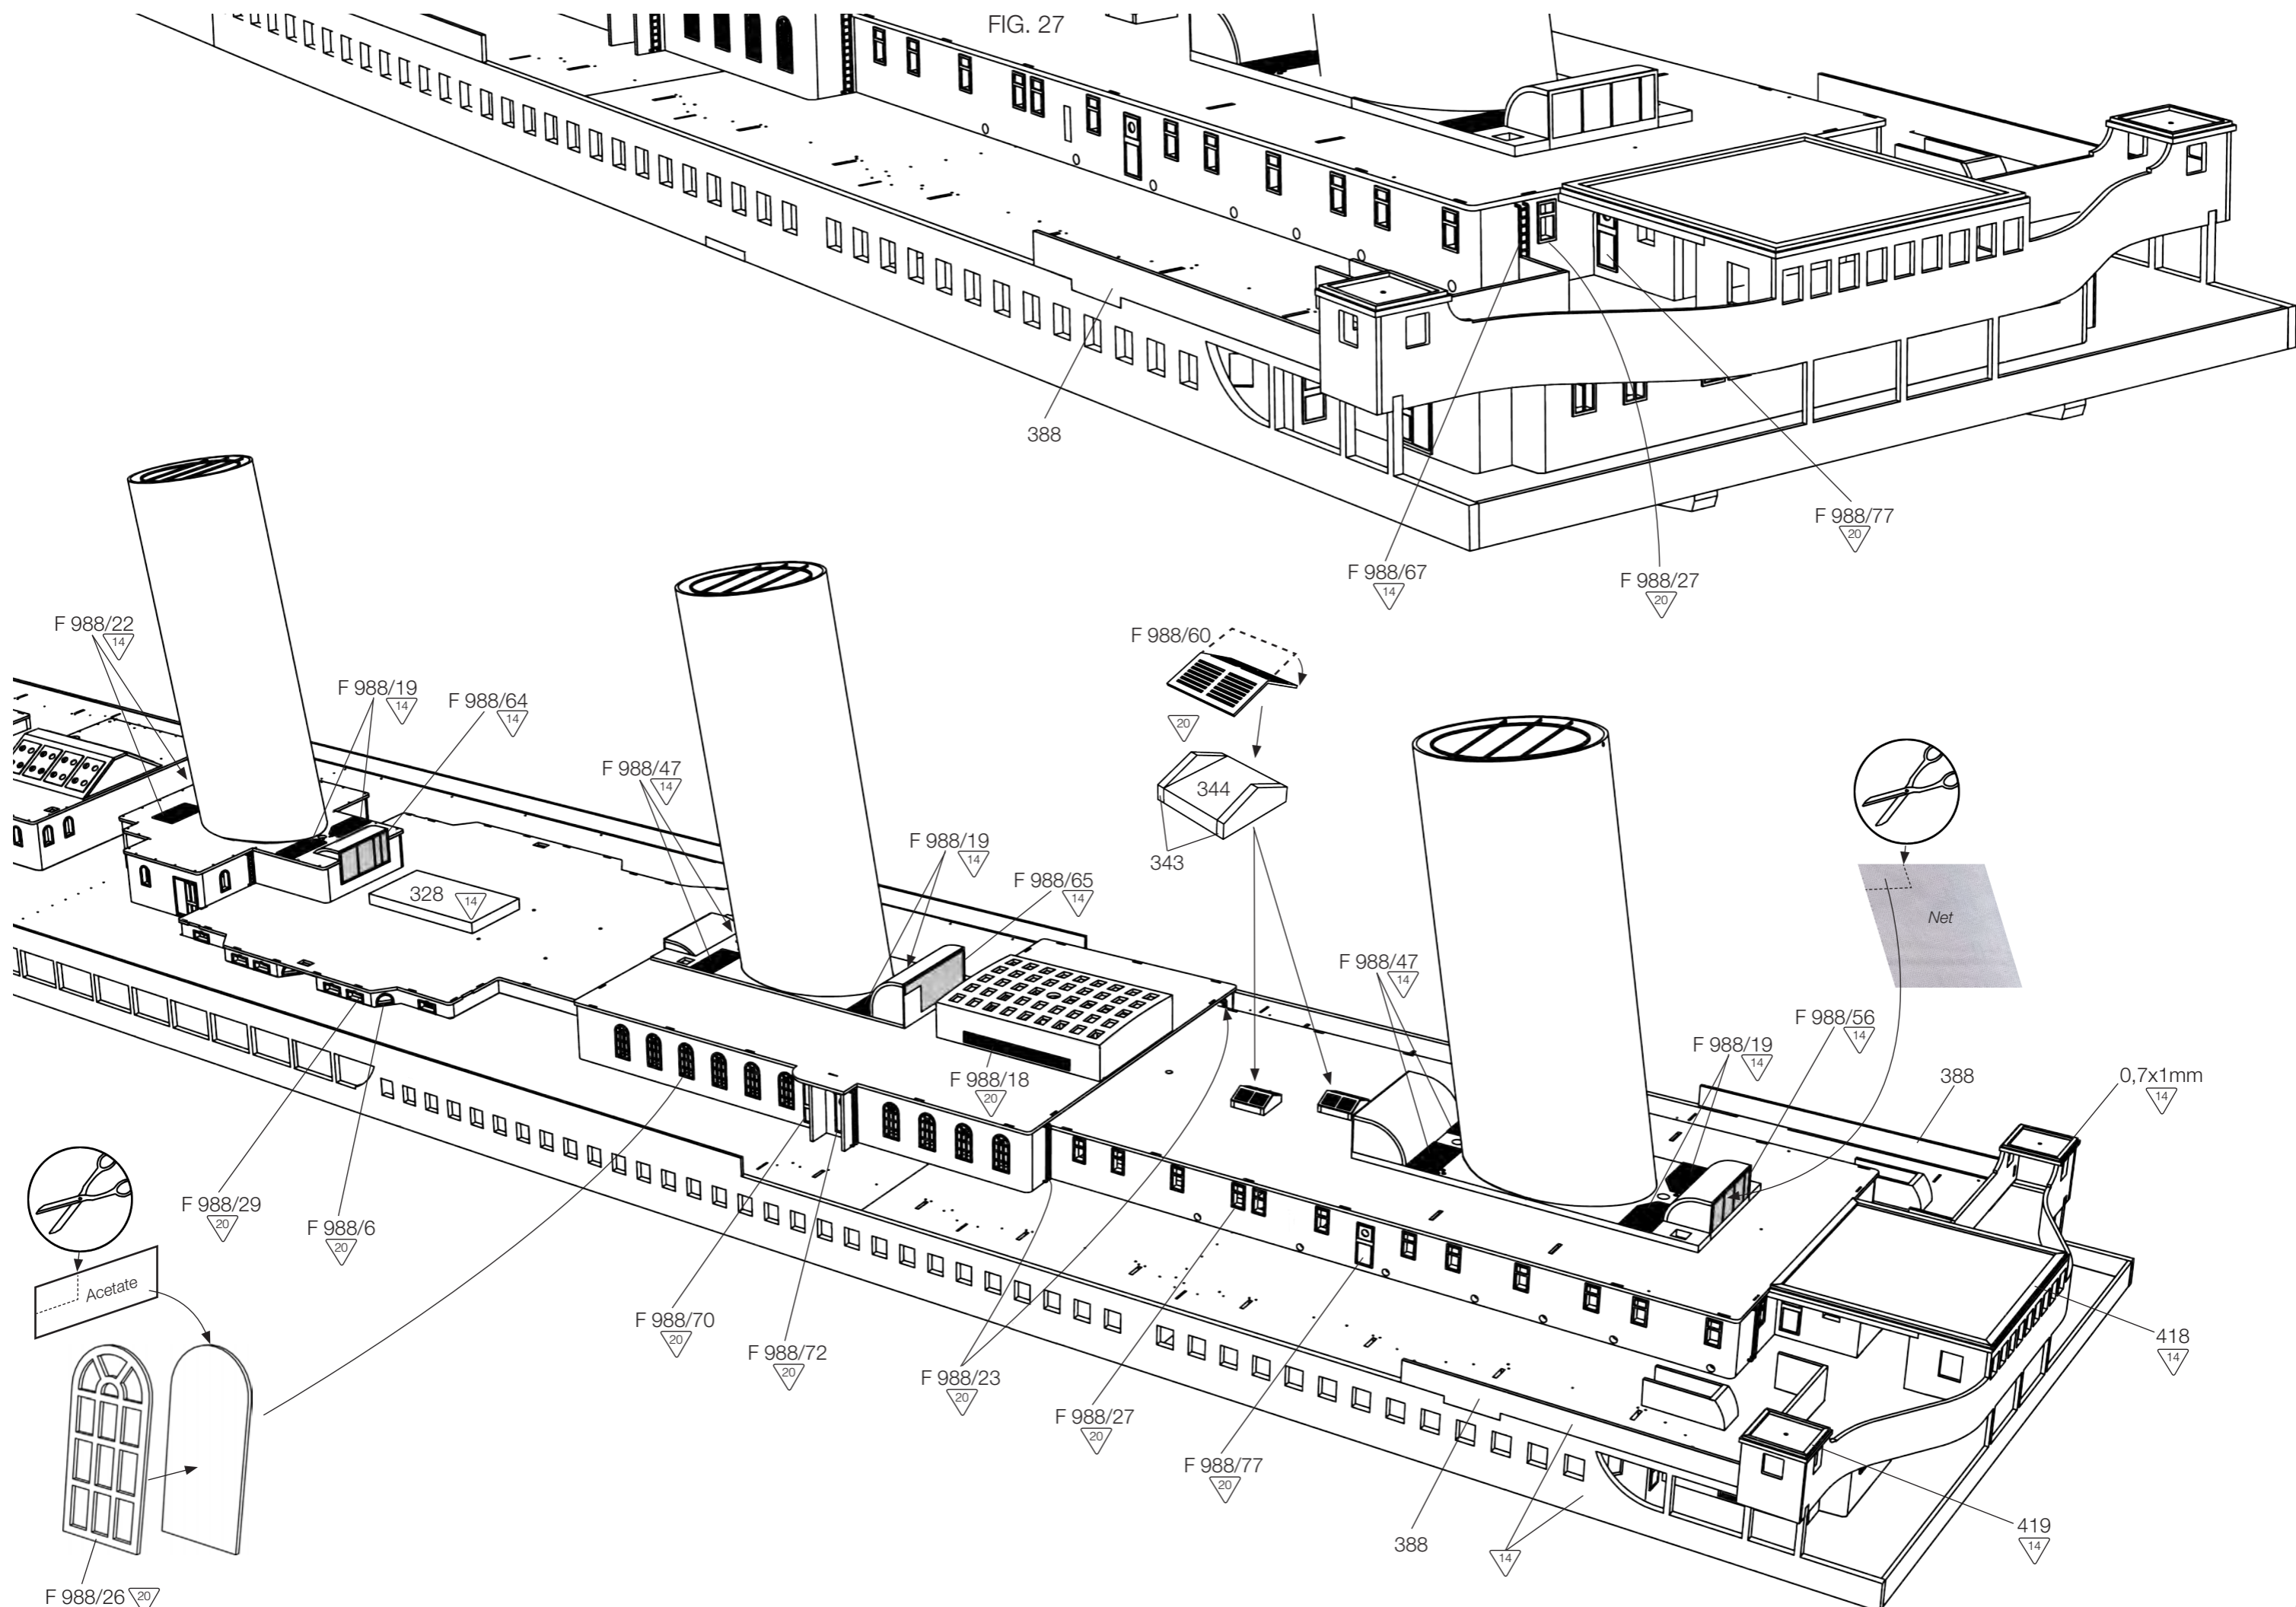 FIG. 27
388
F 988/77
20
F 988/67
14
F 988/27
20
F 988/22
14
F 988/60
20
F 988/19
14
F 988/64
14
F 988/47
14
344
343
F 988/19
14
F 988/65
14
328
14
Net
F 988/47
14
F 988/56
14
F 988/19
14
388
0,7x1mm
14
F 988/18
20
F 988/29
20
F 988/6
20
Acetate
F 988/70
20
F 988/72
20
F 988/23
20
F 988/27
20
F 988/77
20
418
14
388
14
419
14
F 988/26
20